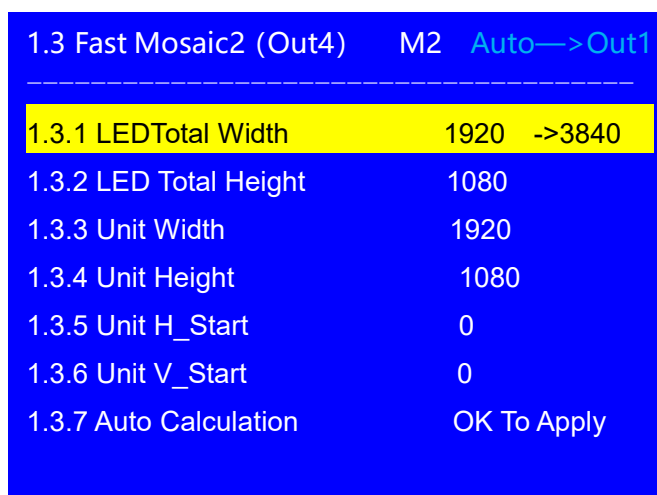 1.3 Fast Mosaic2 (Out4) M2 Auto—>Out1
1.3.1 LEDTotal Width 1920 ->3840
1.3.2 LED Total Height 1080
1.3.3 Unit Width 1920
1.3.4 Unit Height 1080
1.3.5 Unit H_Start 0
1.3.6 Unit V_Start 0
1.3.7 Auto Calculation OK To Apply